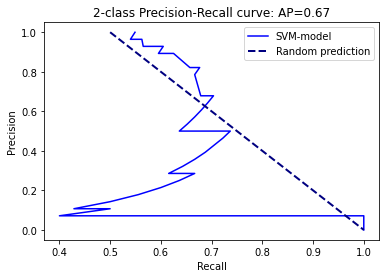 2-class Precision-Recall curve: AP=0.67
SVM-model
Random prediction
Precision
1.0
0.8
0.6
0.4
0.2
0.0
0.4
0.5
0.6
0.7
0.8
0.9
1.0
Recall